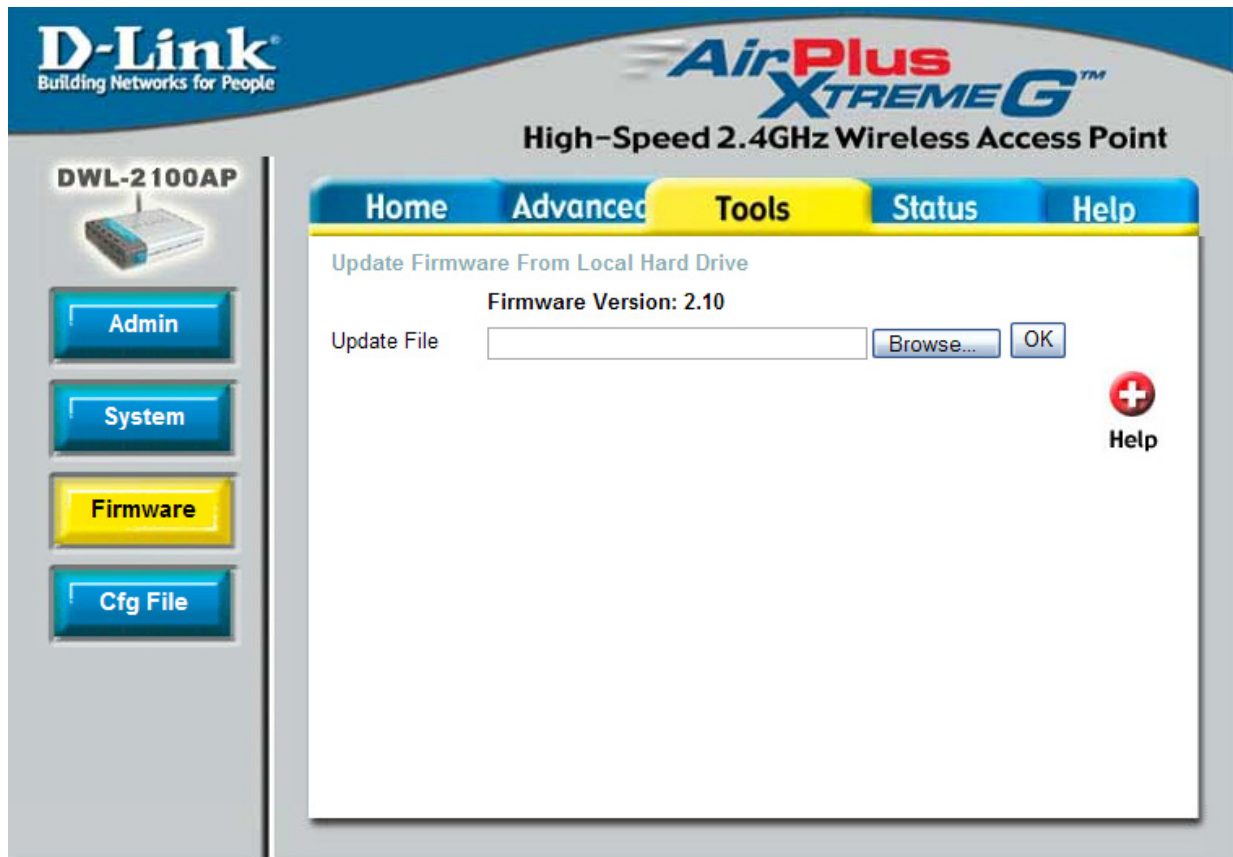 D-Link
Building Networks for People
AirPlus
XTREME G™
High-Speed 2.4GHz Wireless Access Point
DWL-2100AP
Home Advanced Tools Status Help
Admin
System
Firmware
Cfg File
Update Firmware From Local Hard Drive
Firmware Version: 2.10
Update File Browse... OK
Help